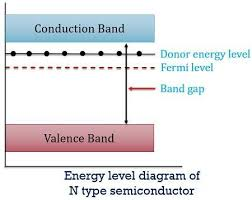 Conduction Band
Donor energy level
Fermi level
Band gap
Valence Band
Energy level diagram of
N type semiconductor